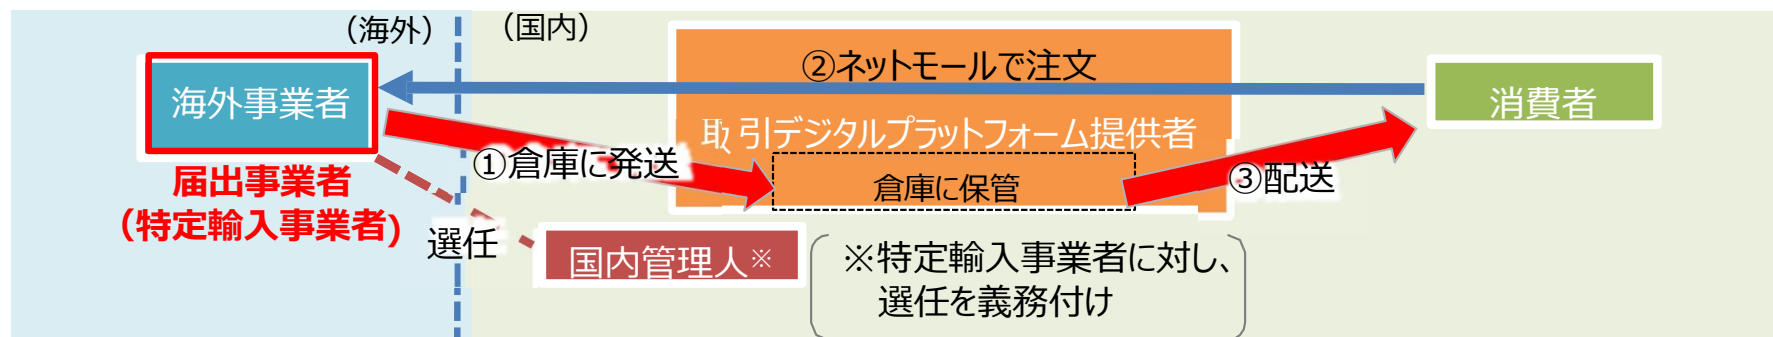 （海外）
（国内）
②ネットモールで注文
海外事業者
消費者
取引デジタルプラットフォーム提供者
①倉庫に発送
倉庫に保管
③配送
届出事業者
（特定輸入事業者)
選任
国内管理人※
※特定輸入事業者に対し、
選任を義務付け